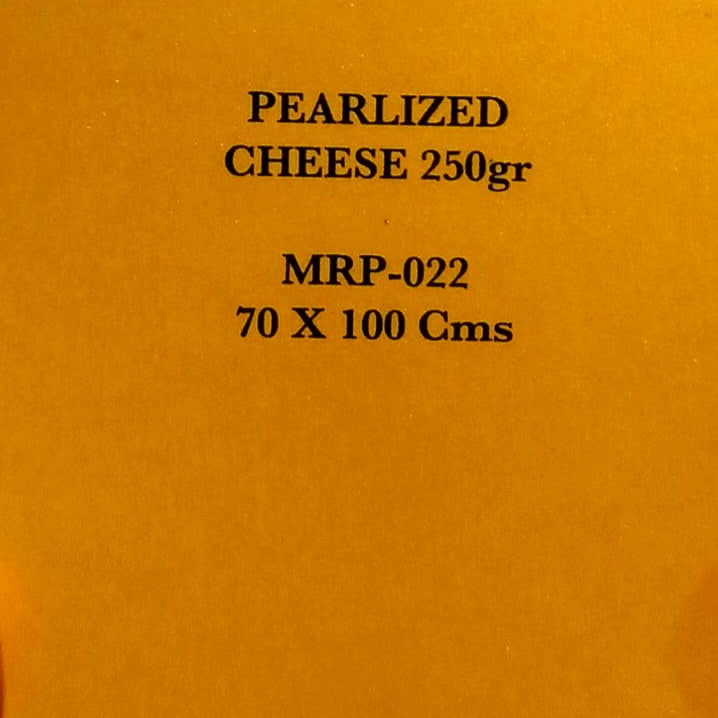 PEARLIZED
CHEESE 250gr
MRP-022
70 X 100 Cms